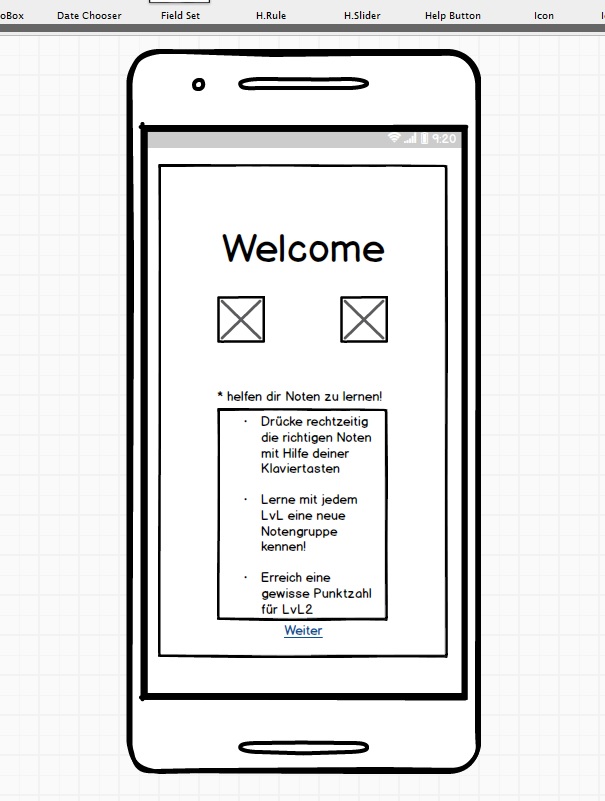 Date Chooser Field Set H.Rule H.Slider Help Button Icon
9:20
Welcome
* helfen dir Noten zu lernen!
· Drücke rechtzeitig
die richtigen Noten
mit Hilfe deiner
Klaviertasten
· Lerne mit jedem
LvL eine neue
Notengruppe
kennen!
· Erreich eine
gewisse Punktzahl
für LvL2
Weiter